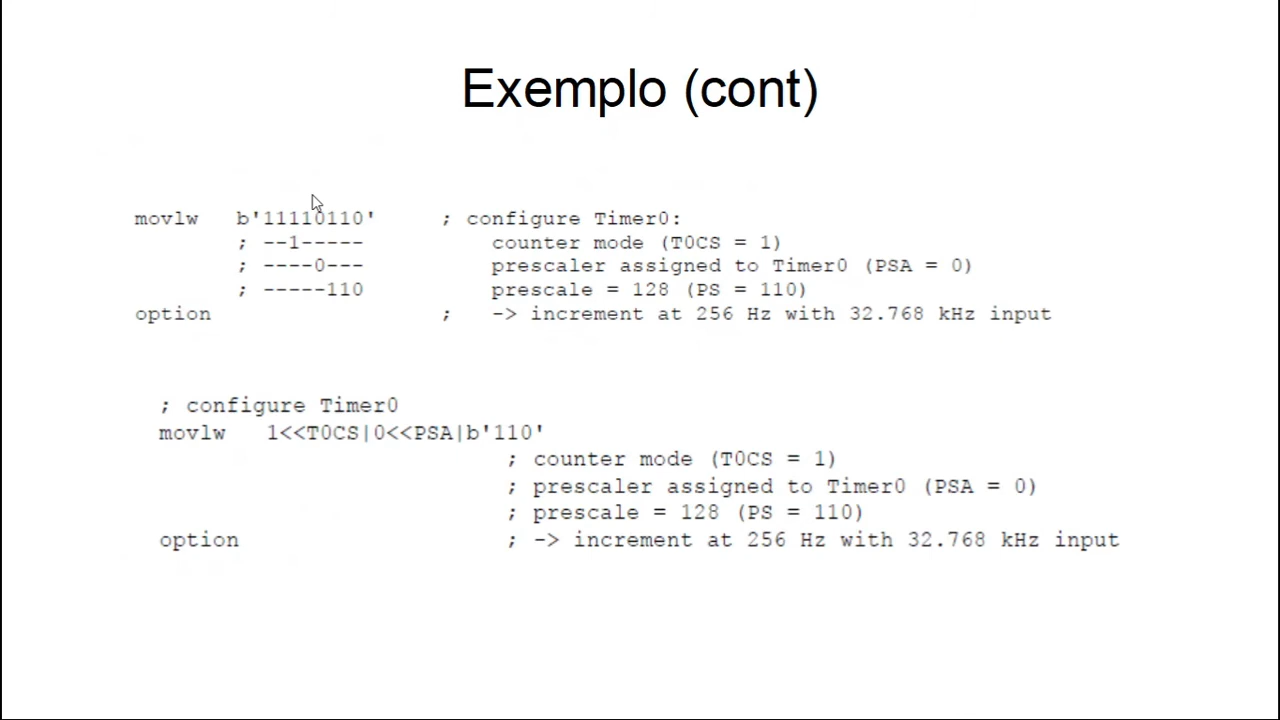 Exemplo (cont)
movlw b'11110110' ; configure Timer0:
; --1----- counter mode (T0CS = 1)
; ----0--- prescaler assigned to Timer0 (PSA = 0)
; -----110 prescale = 128 (PS = 110)
option ; -> increment at 256 Hz with 32.768 kHz input
; configure Timer0
movlw 1<<T0CS|0<<PSA|b'110'
; counter mode (T0CS = 1)
; prescaler assigned to Timer0 (PSA = 0)
; prescale = 128 (PS = 110)
option ; -> increment at 256 Hz with 32.768 kHz input